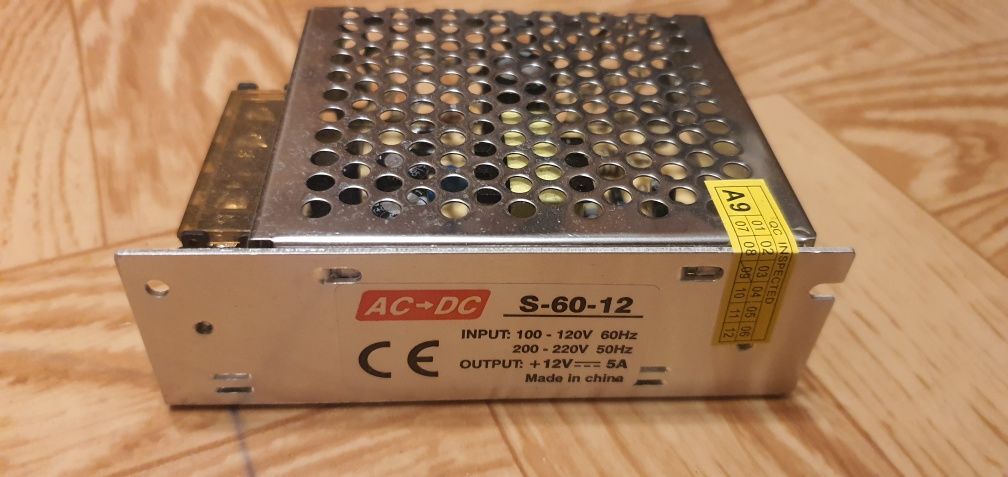 AC→DC S-60-12
INPUT: 100 - 120V 60Hz
200 - 220V 50Hz
OUTPUT: +12V⎓5A
Made in china
CE
A9
QC INSPECTED
01 02 03 04 05 06
07 08 09 10 11 12